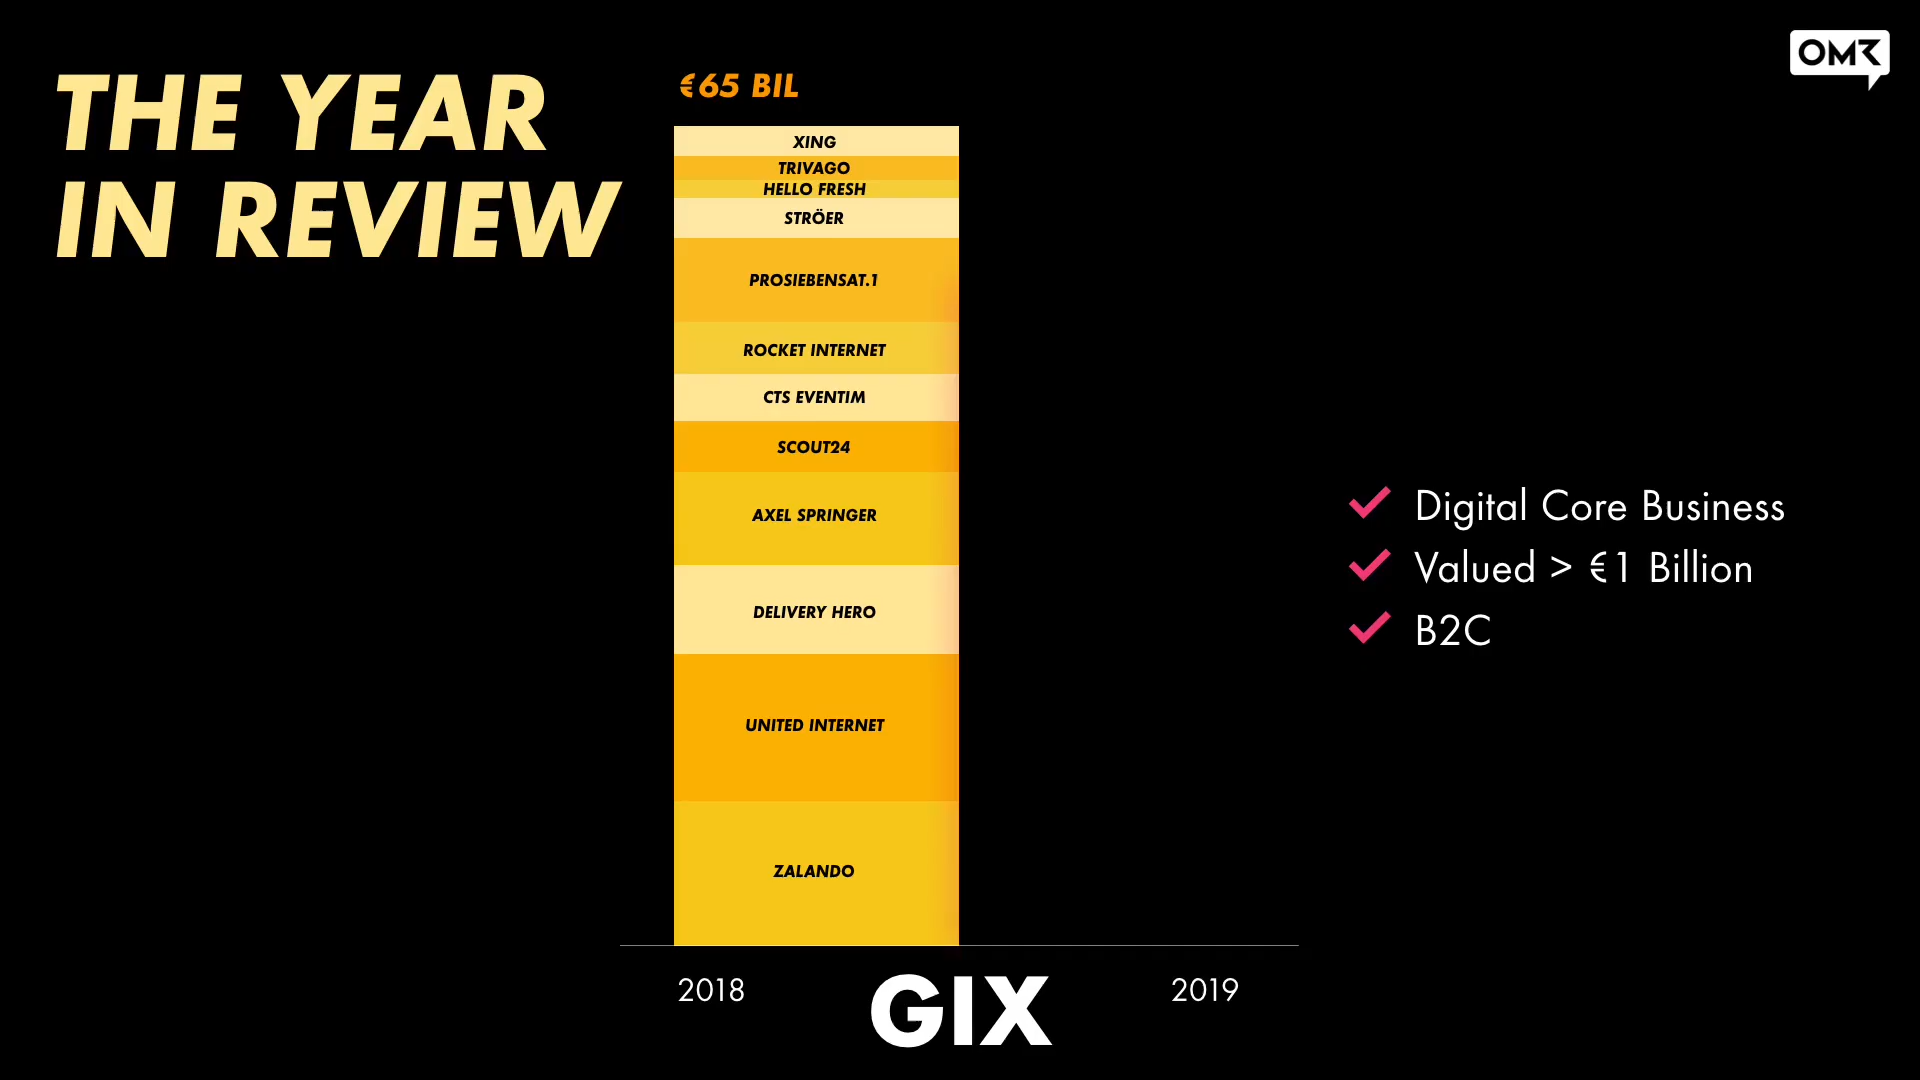 THE YEAR
IN REVIEW
€65 BIL
OMR
XING
TRIVAGO
HELLO FRESH
STRÖER
PROSIEBENSAT.1
ROCKET INTERNET
CTS EVENTIM
SCOUT24
AXEL SPRINGER
DELIVERY HERO
UNITED INTERNET
ZALANDO
Digital Core Business
Valued > €1 Billion
B2C
2018
GIX
2019